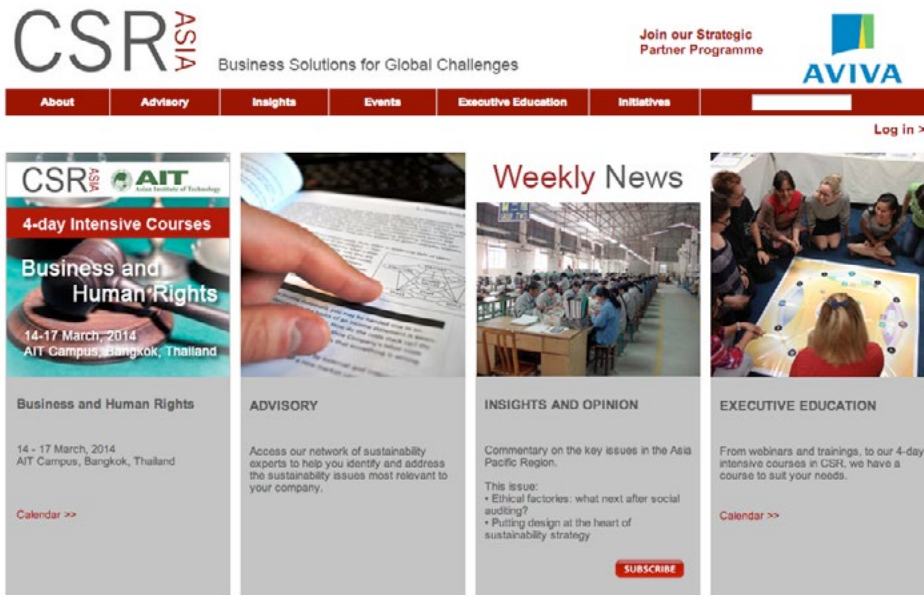 CSR ASIA
Business Solutions for Global Challenges
Join our Strategic
Partner Programme
AVIVA
About
Advisory
Insights
Events
Executive Education
Initiatives
Log in >
CSR ASIA
AIT
Asian Institute of Technology
4-day Intensive Courses
Business and
Human Rights
14-17 March, 2014
AIT Campus, Bangkok, Thailand
Business and Human Rights
14 - 17 March, 2014
AIT Campus, Bangkok, Thailand
Calendar >>
ADVISORY
Access our network of sustainability
experts to help you identify and address
the sustainability issues most relevant to
your company.
Weekly News
INSIGHTS AND OPINION
Commentary on the key issues in the Asia
Pacific Region.
This issue:
• Ethical factories: what next after social
auditing?
• Putting design at the heart of
sustainability strategy
SUBSCRIBE
EXECUTIVE EDUCATION
From webinars and trainings, to our 4-day
intensive courses in CSR, we have a
course to suit your needs.
Calendar >>